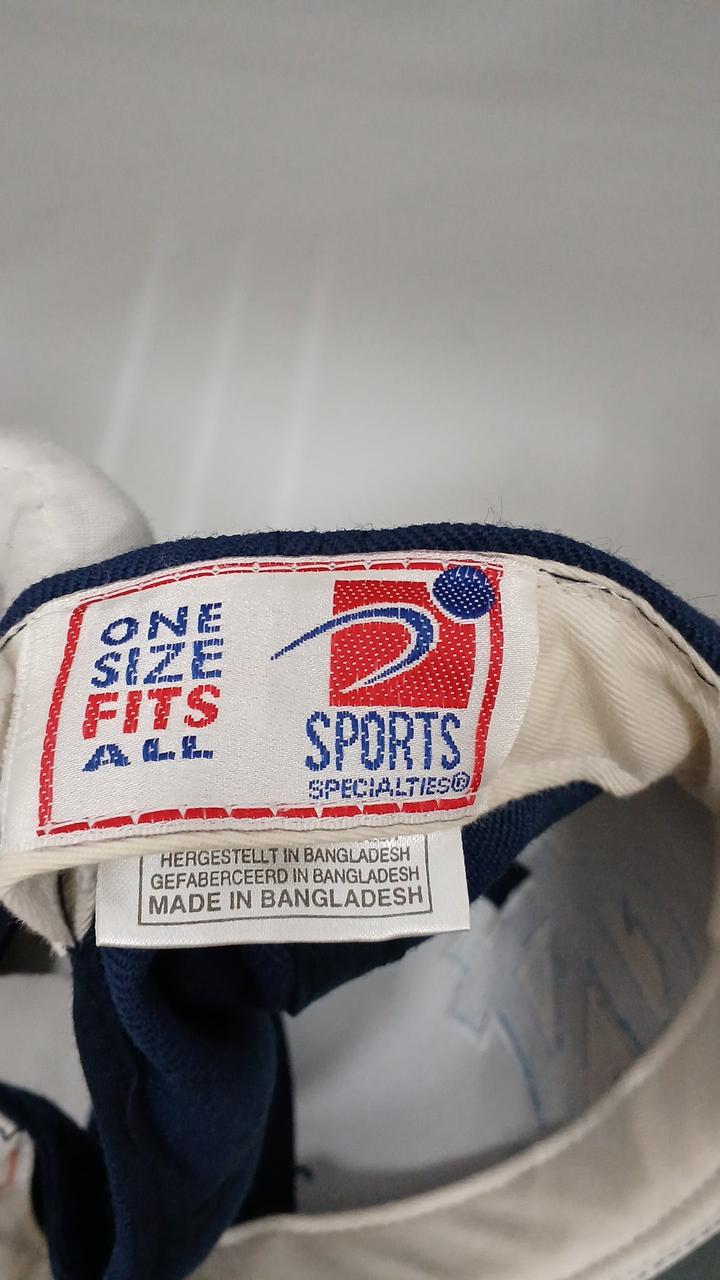 ONE
SIZE
FITS
ALL
SPORTS
SPECIALTIES®
HERGESTELLT IN BANGLADESH
GEFABERCEERD IN BANGLADESH
MADE IN BANGLADESH